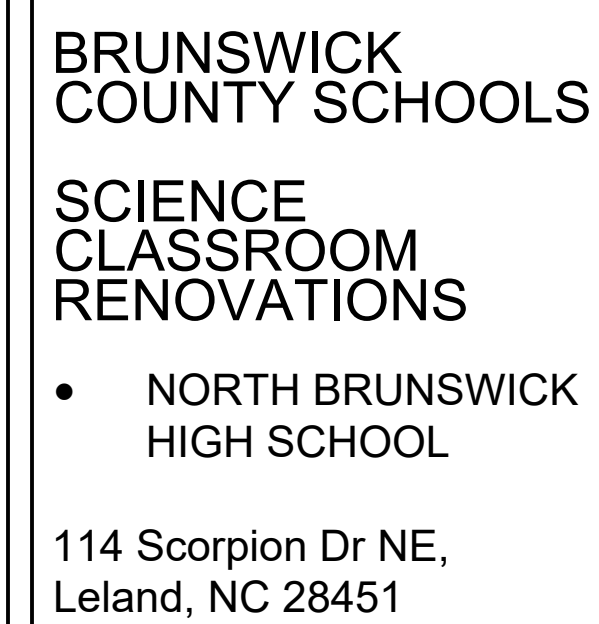 BRUNSWICK
COUNTY SCHOOLS
SCIENCE
CLASSROOM
RENOVATIONS
• NORTH BRUNSWICK
HIGH SCHOOL
114 Scorpion Dr NE,
Leland, NC 28451